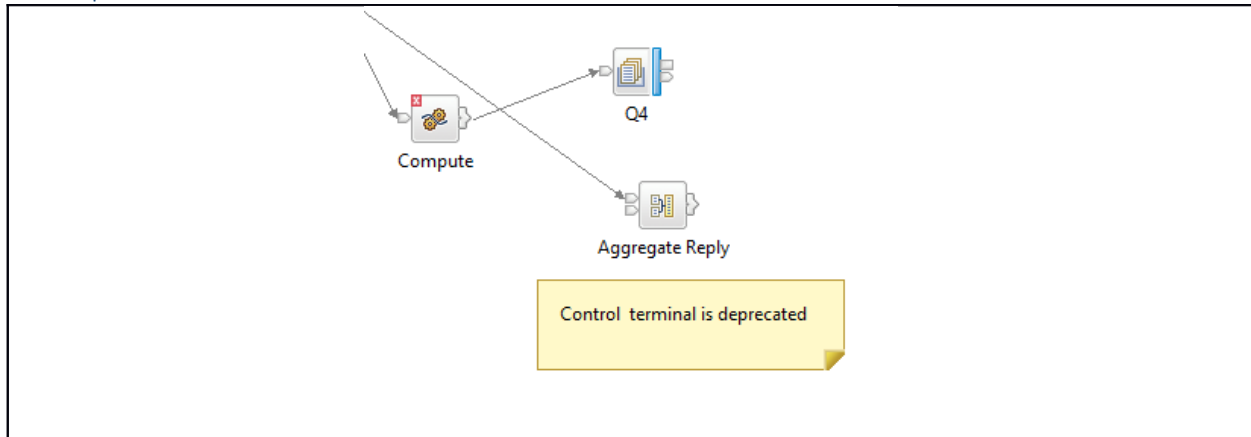 Q4
Compute
Aggregate Reply
Control  terminal is deprecated